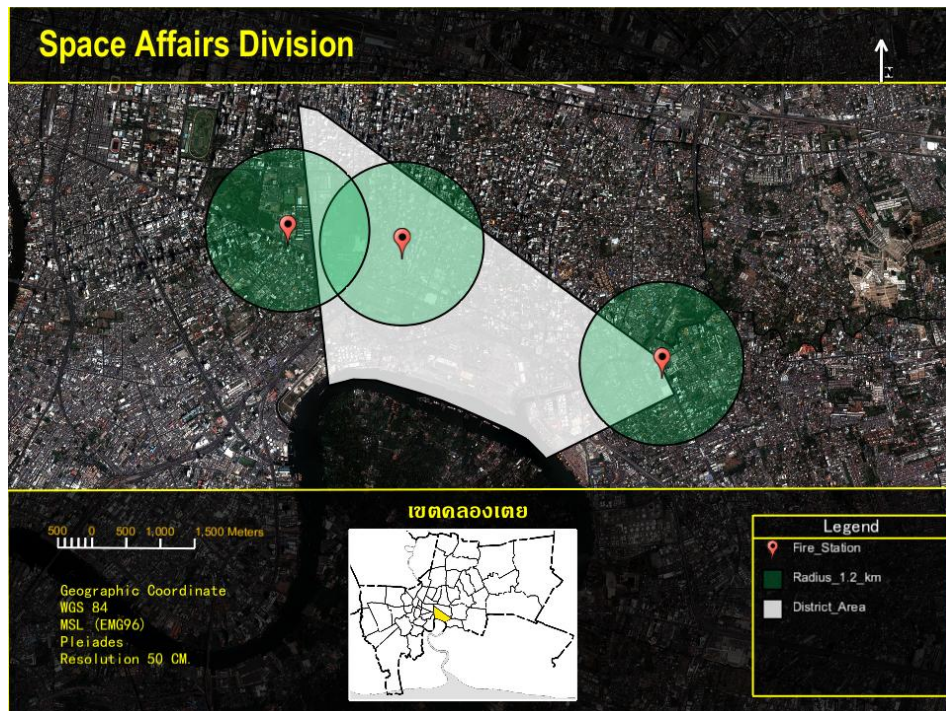 Space Affairs Division
N
500 0 500 1,000 1,500 Meters
Geographic Coordinate
WGS 84
MSL (EMG96)
Pleiades
Resolution 50 CM.
เขตคลองเตย
Legend
Fire_Station
Radius_1.2_km
District_Area